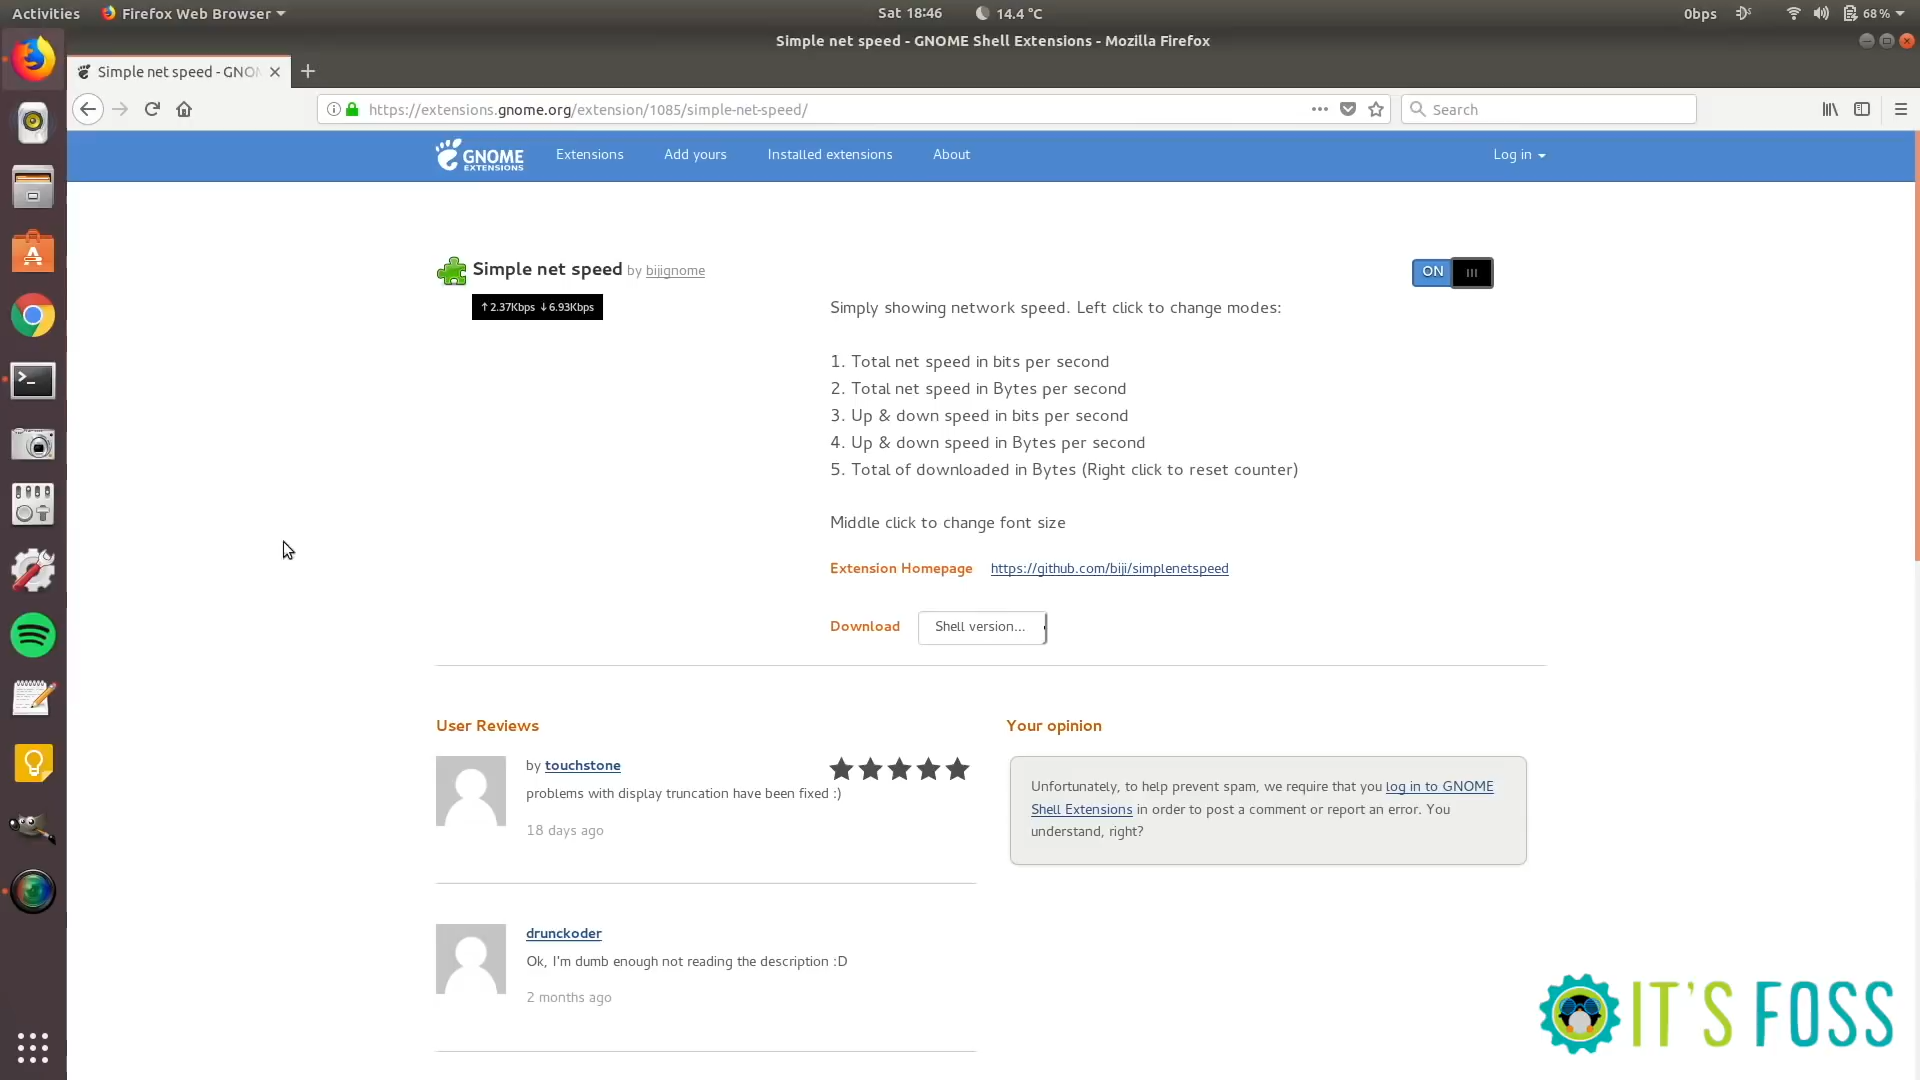 Activities
Firefox Web Browser
Sat 18:46
14.4 °C
0bps
68 %
Simple net speed - GNOME Shell Extensions - Mozilla Firefox
Simple net speed - GNO
https://extensions.gnome.org/extension/1085/simple-net-speed/
Search
GNOME
EXTENSIONS
Extensions
Add yours
Installed extensions
About
Log in
Simple net speed by bijignome
ON
↑2.37Kbps ↓6.93Kbps
Simply showing network speed. Left click to change modes:
1. Total net speed in bits per second
2. Total net speed in Bytes per second
3. Up & down speed in bits per second
4. Up & down speed in Bytes per second
5. Total of downloaded in Bytes (Right click to reset counter)
Middle click to change font size
Extension Homepage https://github.com/biji/simplenetspeed
Download Shell version...
User Reviews
by touchstone
problems with display truncation have been fixed :)
18 days ago
drunckoder
Ok, I'm dumb enough not reading the description :D
2 months ago
Your opinion
Unfortunately, to help prevent spam, we require that you log in to GNOME
Shell Extensions in order to post a comment or report an error. You
understand, right?
IT'S FOSS